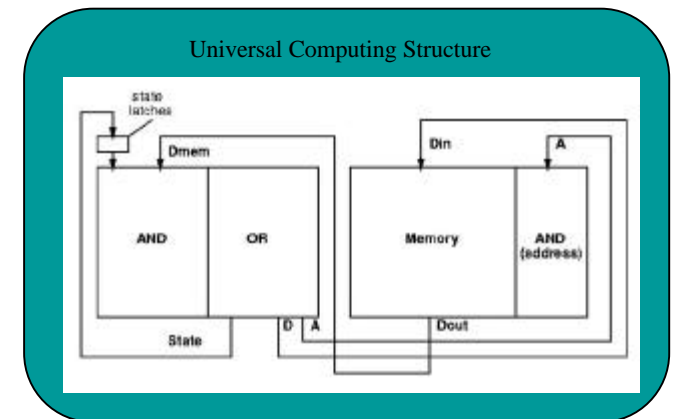 Universal Computing Structure
state
latches
Dmem
Din
A
AND
OR
Memory
AND
(address)
State
D
A
Dout